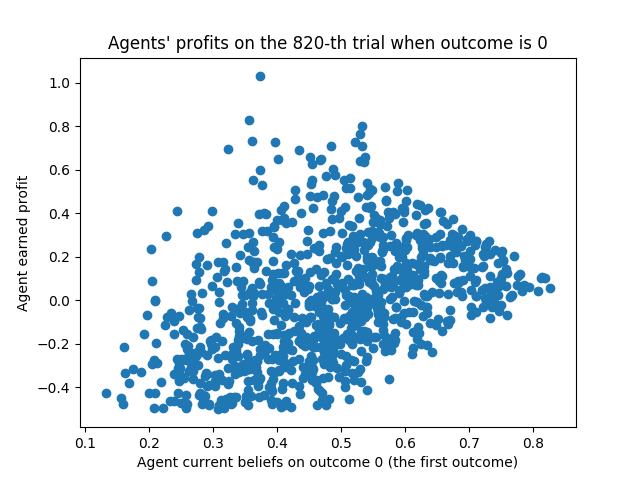 Agents' profits on the 820-th trial when outcome is 0
1.0
0.8
0.6
0.4
0.2
0.0
−0.2
−0.4
Agent earned profit
0.1 0.2 0.3 0.4 0.5 0.6 0.7 0.8
Agent current beliefs on outcome 0 (the first outcome)